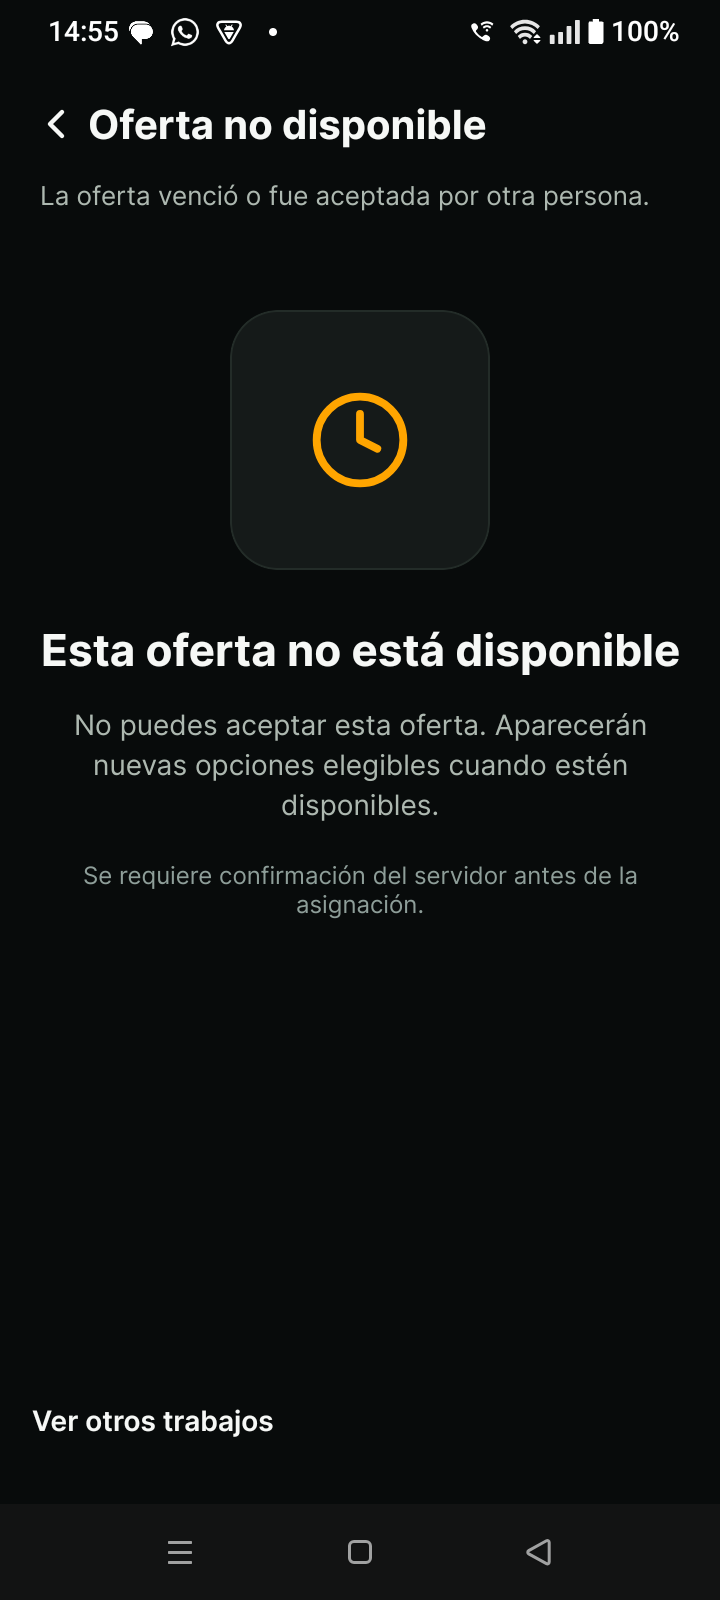 14:55
100%
Oferta no disponible
La oferta venció o fue aceptada por otra persona.
Esta oferta no está disponible
No puedes aceptar esta oferta. Aparecerán
nuevas opciones elegibles cuando estén
disponibles.
Se requiere confirmación del servidor antes de la
asignación.
Ver otros trabajos